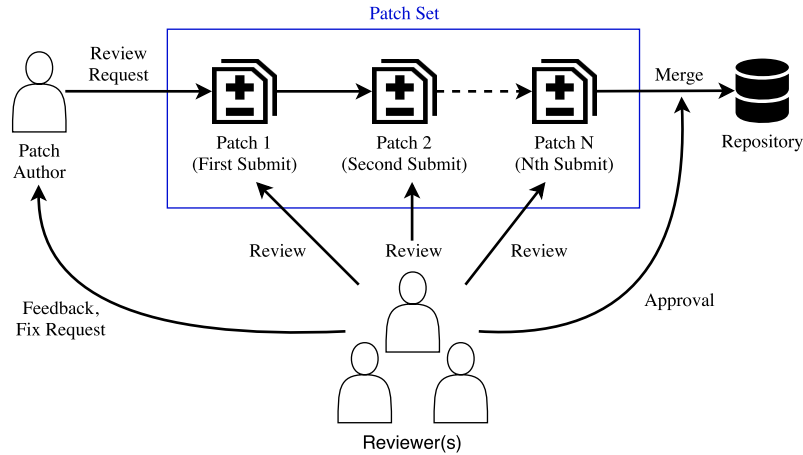 Patch Set
Review
Request
Merge
Patch
Author
Patch 1
(First Submit)
Patch 2
(Second Submit)
Patch N
(Nth Submit)
Repository
Review
Review
Review
Feedback,
Fix Request
Approval
Reviewer(s)